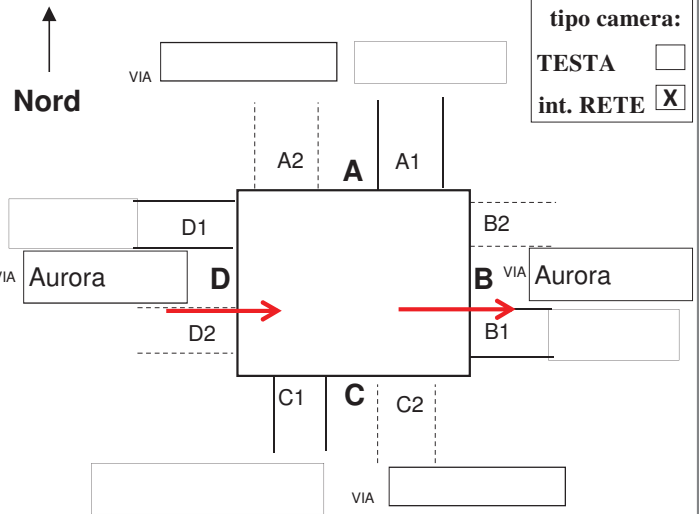 tipo camera:
TESTA
int. RETE X
Nord
VIA
A2
A
A1
D1
B2
VIA Aurora
D
B
VIA Aurora
D2
B1
C1
C
C2
VIA